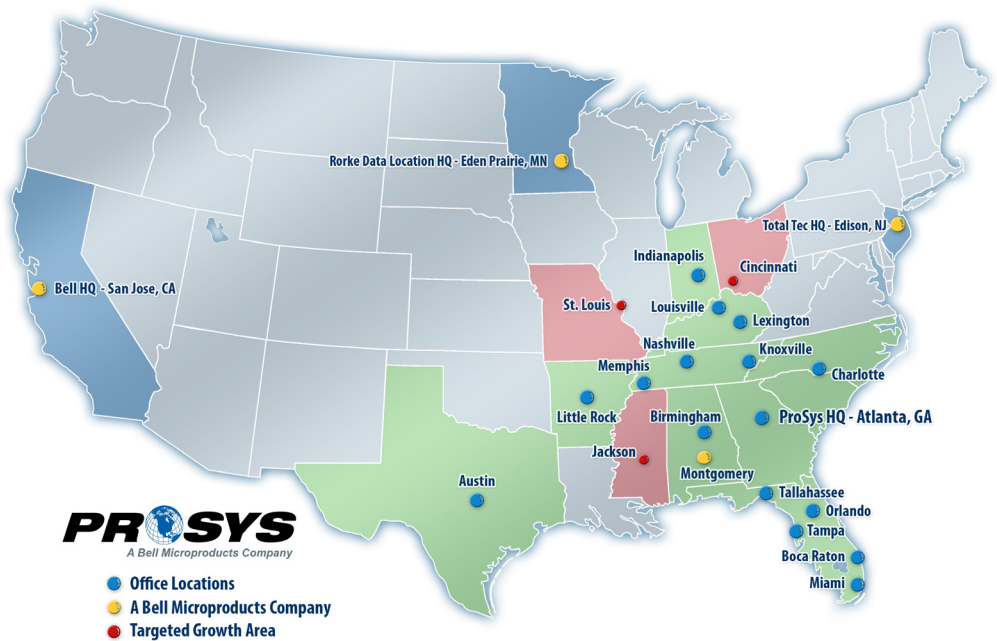 Rorke Data Location HQ - Eden Prairie, MN
Total Tec HQ - Edison, NJ
Indianapolis
Cincinnati
Bell HQ - San Jose, CA
St. Louis
Louisville
Lexington
Nashville
Knoxville
Memphis
Charlotte
Little Rock
Birmingham
ProSys HQ - Atlanta, GA
Jackson
Montgomery
Austin
Tallahassee
Orlando
Tampa
Boca Raton
Miami
PROSYS
A Bell Microproducts Company
Office Locations
A Bell Microproducts Company
Targeted Growth Area